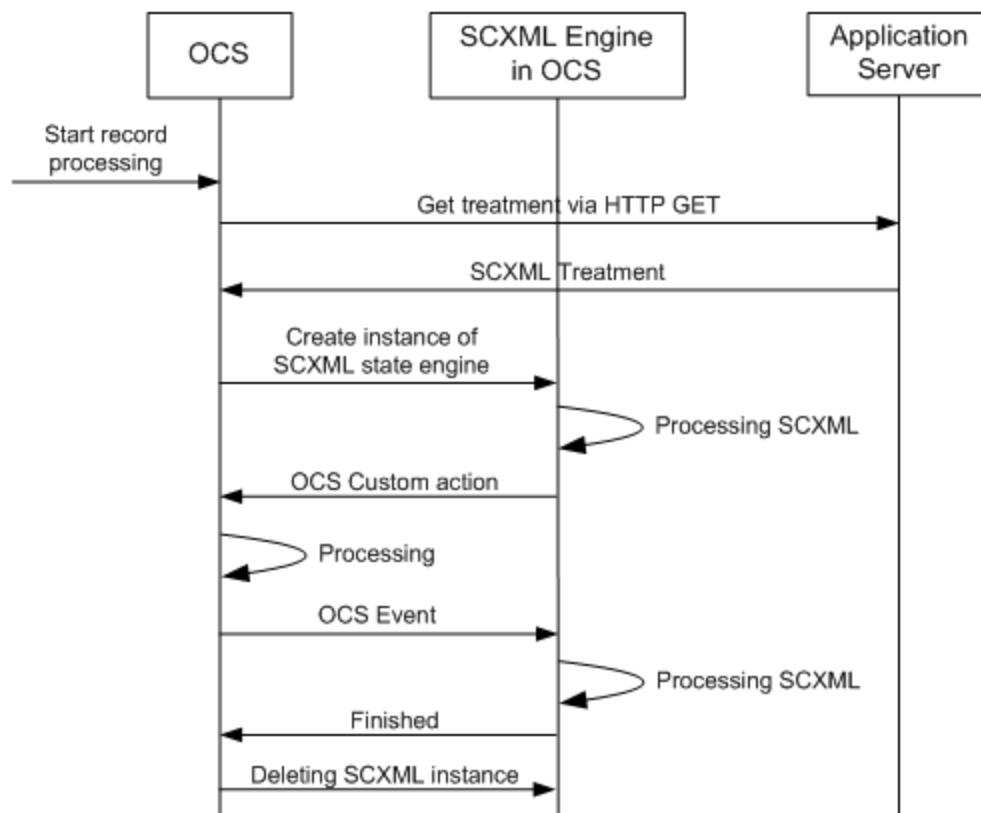 OCS
SCXML Engine
in OCS
Application
Server
Start record
processing
Get treatment via HTTP GET
SCXML Treatment
Create instance of
SCXML state engine
Processing SCXML
OCS Custom action
Processing
OCS Event
Processing SCXML
Finished
Deleting SCXML instance